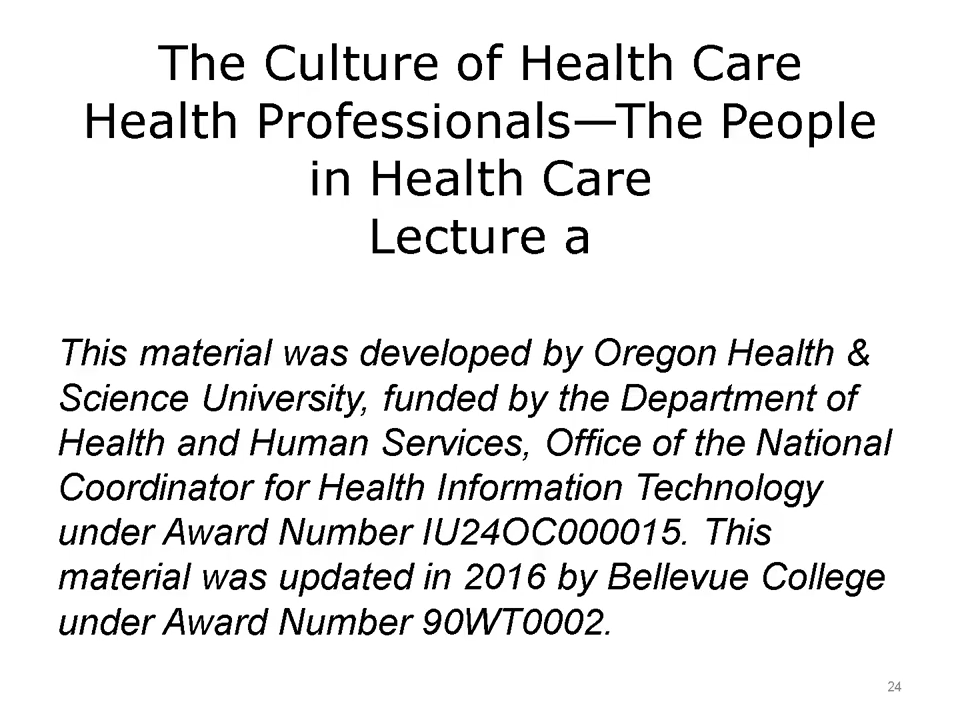 The Culture of Health Care
Health Professionals—The People
in Health Care
Lecture a
This material was developed by Oregon Health &
Science University, funded by the Department of
Health and Human Services, Office of the National
Coordinator for Health Information Technology
under Award Number IU24OC000015. This
material was updated in 2016 by Bellevue College
under Award Number 90WT0002.
24